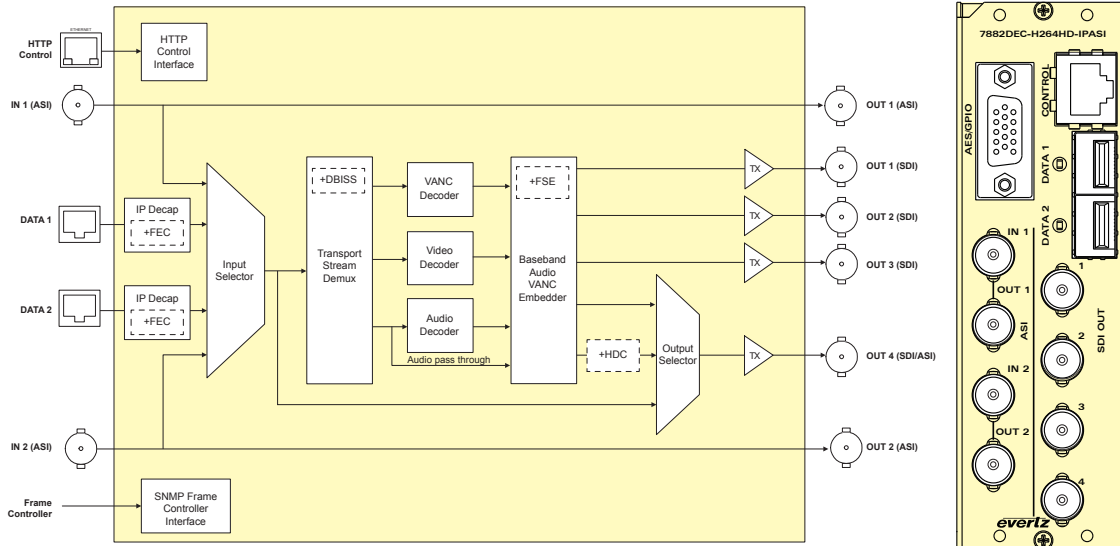 HTTP
Control
ETHERNET
HTTP
Control
Interface
IN 1 (ASI)
OUT 1 (ASI)
DATA 1
IP Decap
+FEC
DATA 2
IP Decap
+FEC
Input
Selector
+DBISS
Transport
Stream
Demux
VANC
Decoder
Video
Decoder
Audio
Decoder
Audio pass through
+FSE
Baseband
Audio
VANC
Embedder
+HDC
Output
Selector
TX
OUT 1 (SDI)
TX
OUT 2 (SDI)
TX
OUT 3 (SDI)
TX
OUT 4 (SDI/ASI)
IN 2 (ASI)
OUT 2 (ASI)
Frame
Controller
SNMP Frame
Controller
Interface
7882DEC-H264HD-IPASI
AES/GPIO
CONTROL
DATA 1
DATA 2
IN 1
OUT 1
ASI
IN 2
OUT 2
1
2
3
4
SDI OUT
evertz